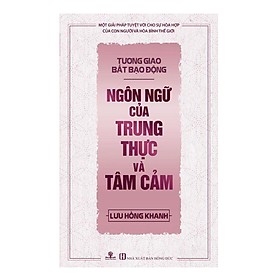 MỘT GIẢI PHÁP TUYỆT VỜI CHO SỰ HÒA HỢP
CỦA CON NGƯỜI VÀ HÒA BÌNH THẾ GIỚI
TƯƠNG GIAO
BẤT BẠO ĐỘNG
NGÔN NGỮ
CỦA
TRUNG
THỰC
VÀ
TÂM CẢM
LƯU HỒNG KHANH
NHÀ XUẤT BẢN HỒNG ĐỨC